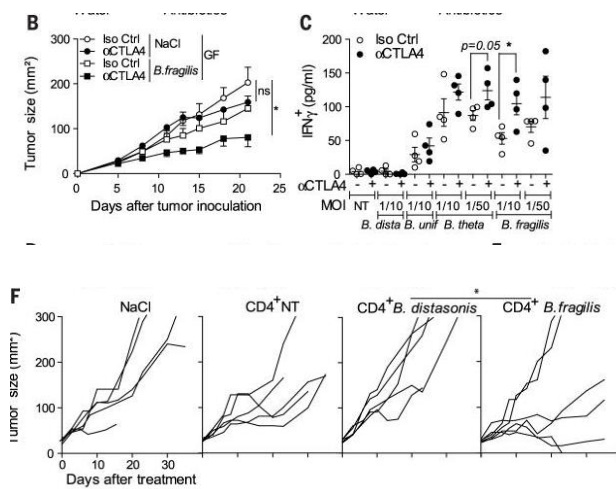 B
Iso Ctrl
αCTLA4
NaCl
Iso Ctrl
αCTLA4
B.fragilis
GF
Tumor size (mm²)
300
200
100
0
0 5 10 15 20 25
Days after tumor inoculation
ns
*
C
Iso Ctrl
αCTLA4
p=0.05
*
IFNγ+ (pg/ml)
200
150
100
50
0
αCTLA4 - + - + - + - + - + - + - +
MOI NT 1/10 1/10 1/10 1/50 1/10 1/50
B. dista B. unif B. theta B. fragilis
F
NaCl
CD4+ NT
CD4+ B. distasonis
*
CD4+ B.fragilis
Tumor size (mm²)
300
200
100
0
0 10 20 30
Days after treatment